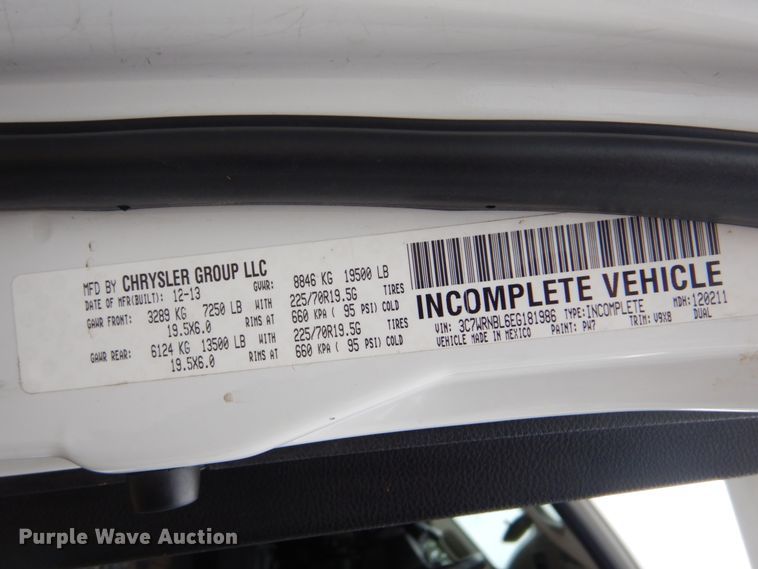 MFD BY CHRYSLER GROUP LLC
DATE OF MFR(BUILT): 12-13 GVWR: 8846 KG 19500 LB
GAWR FRONT: 3289 KG 7250 LB WITH 225/70R19.5G TIRES
19.5X6.0 RIMS AT 660 KPA ( 95 PSI) COLD
GAWR REAR: 6124 KG 13500 LB WITH 225/70R19.5G TIRES
19.5X6.0 RIMS AT 660 KPA ( 95 PSI) COLD
INCOMPLETE VEHICLE
VIN: 3C7WRNBL6EG181986 TYPE:INCOMPLETE MDH:120211
VEHICLE MADE IN MEXICO PAINT: PW7 TRIM: V9X8 DUAL
Purple Wave Auction